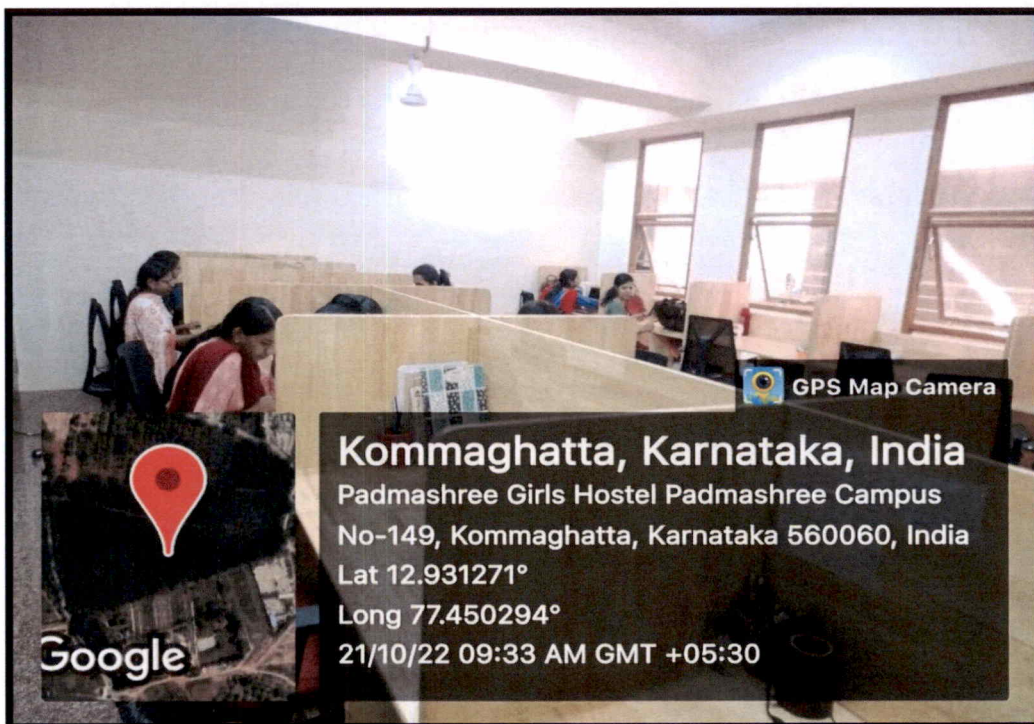 GPS Map Camera
Kommaghatta, Karnataka, India
Padmashree Girls Hostel Padmashree Campus
No-149, Kommaghatta, Karnataka 560060, India
Lat 12.931271°
Long 77.450294°
21/10/22 09:33 AM GMT +05:30
Google